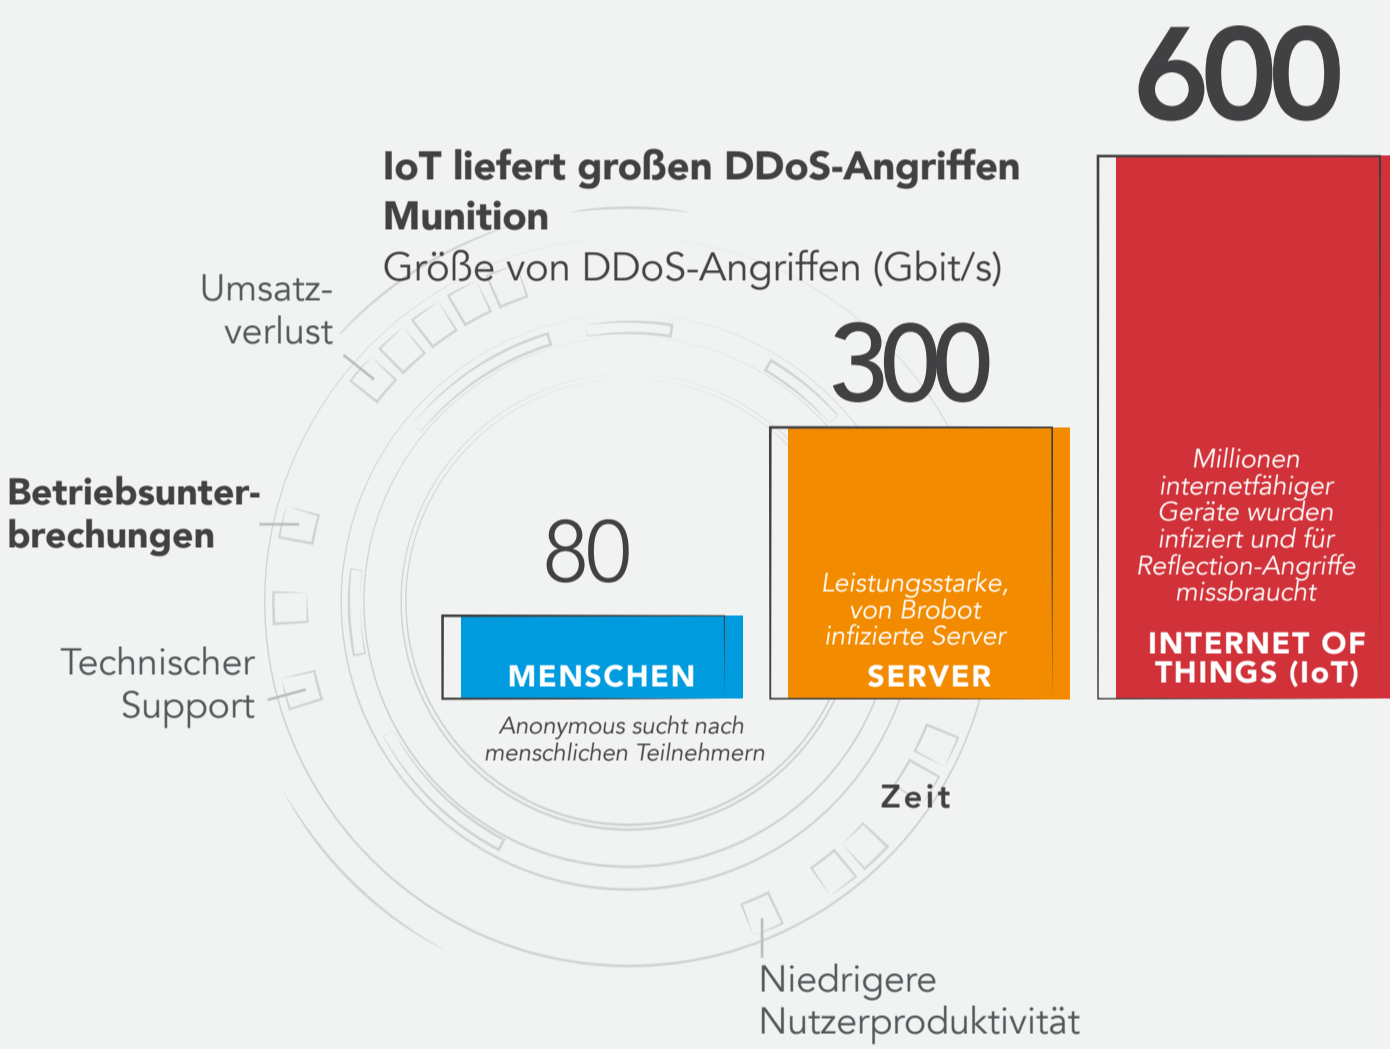 600
IoT liefert großen DDoS-Angriffen
Munition
Größe von DDoS-Angriffen (Gbit/s)
Umsatz-
verlust
300
Betriebsunter-
brechungen
80
Millionen
internetfähiger
Geräte wurden
infiziert und für
Reflection-Angriffe
missbraucht
INTERNET OF
THINGS (IoT)
Leistungsstarke,
von Brobot
infizierte Server
SERVER
MENSCHEN
Anonymous sucht nach
menschlichen Teilnehmern
Technischer
Support
Zeit
Niedrigere
Nutzerproduktivität